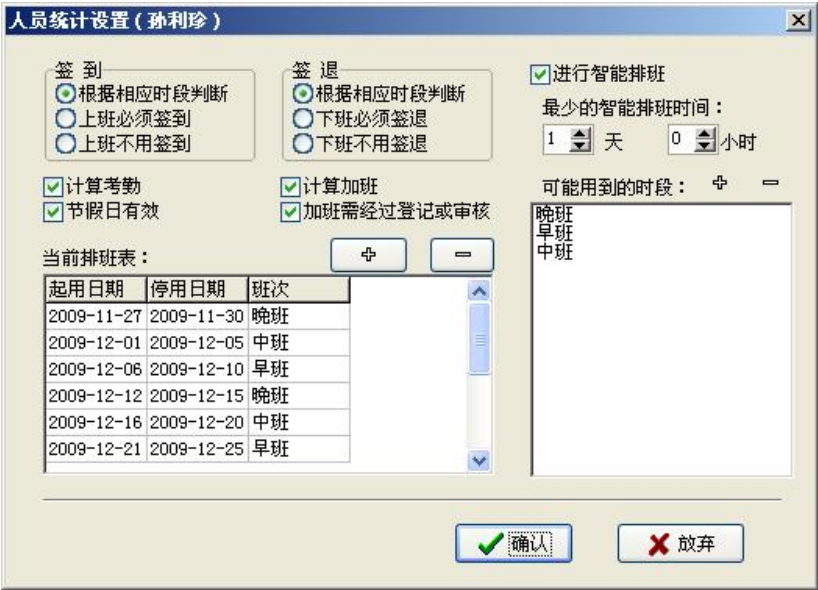 人员统计设置(孙利珍)
签 到
根据相应时段判断
上班必须签到
上班不用签到
签 退
根据相应时段判断
下班必须签退
下班不用签退
进行智能排班
最少的智能排班时间:
1 天 0 小时
计算考勤
节假日有效
计算加班
加班需经过登记或审核
可能用到的时段:
晚班
早班
中班
当前排班表:
起用日期 停用日期 班次
2009-11-27 2009-11-30 晚班
2009-12-01 2009-12-05 中班
2009-12-06 2009-12-10 早班
2009-12-12 2009-12-15 晚班
2009-12-16 2009-12-20 中班
2009-12-21 2009-12-25 早班
确认
放弃